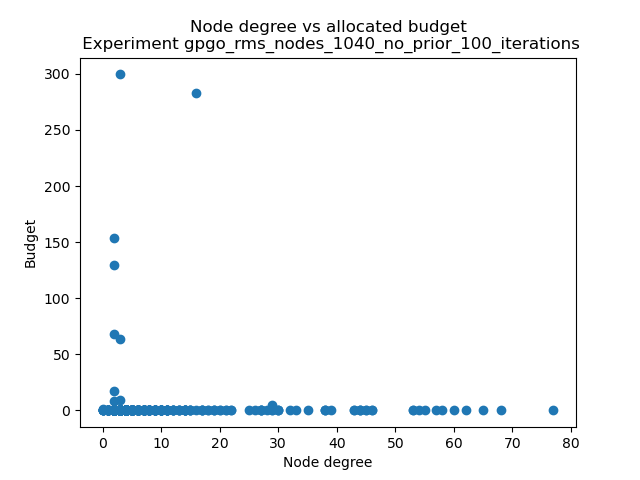 Node degree vs allocated budget
Experiment gpgo_rms_nodes_1040_no_prior_100_iterations
300
250
200
150
100
50
0
Budget
0 10 20 30 40 50 60 70 80
Node degree